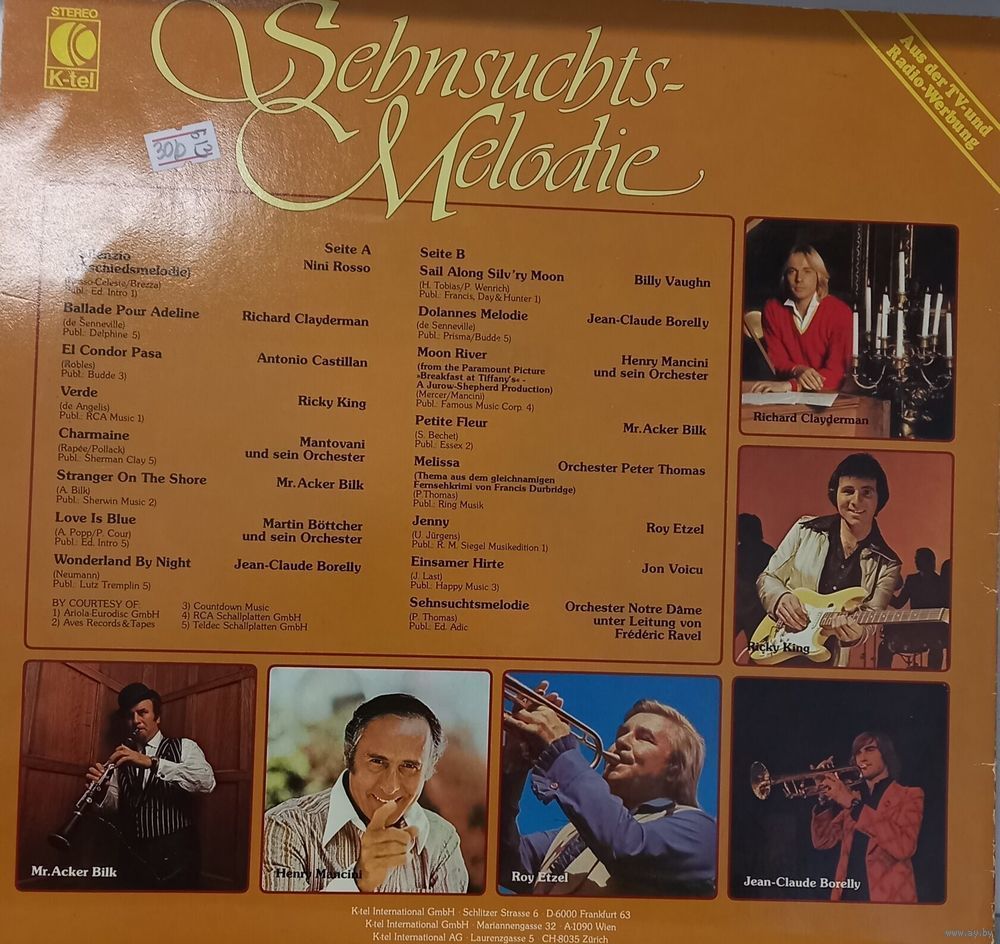 STEREO
K-tel
Sehnsuchts-
Melodie
Aus der TV- und
Radio-Werbung
30p
Seite A
Nini Rosso
(Abschiedsmelodie)
Publ.: Ed. Intro 1)
Ballade Pour Adeline
Richard Clayderman
(de Senneville)
Publ.: Delphine 5)
El Condor Pasa
Antonio Castillan
(Robles)
Publ.: Budde 3)
Verde
Ricky King
(de Angelis)
Publ.: RCA Music 1)
Charmaine
Mantovani
und sein Orchester
(Rapée/Pollack)
Publ.: Sherman Clay 5)
Stranger On The Shore
Mr. Acker Bilk
(A. Bilk)
Publ.: Sherwin Music 2)
Love Is Blue
Martin Böttcher
und sein Orchester
(A. Popp/P. Cour)
Publ.: Ed. Intro 5)
Wonderland By Night
Jean-Claude Borelly
(Neumann)
Publ.: Lutz Tremplin 5)
BY COURTESY OF
1) Ariola-Eurodisc GmbH
2) Aves Records & Tapes
3) Countdown Music
4) RCA Schallplatten GmbH
5) Teldec Schallplatten GmbH
Seite B
Sail Along Silv'ry Moon
Billy Vaughn
(H. Tobias/P. Wenrich)
Publ.: Francis, Day & Hunter 1)
Dolannes Melodie
Jean-Claude Borelly
(de Senneville)
Publ.: Prisma/Budde 5)
Moon River
Henry Mancini
und sein Orchester
(from the Paramount Picture
»Breakfast at Tiffany's« -
A Jurow-Shepherd Production)
(Mercer/Mancini)
Publ.: Famous Music Corp. 4)
Petite Fleur
Mr. Acker Bilk
(S. Bechet)
Publ.: Essex 2)
Melissa
Orchester Peter Thomas
(Thema aus dem gleichnamigen
Fernsehkrimi von Francis Durbridge)
(P. Thomas)
Publ.: Ring Musik
Jenny
Roy Etzel
(U. Jürgens)
Publ.: R. M. Siegel Musikedition 1)
Einsamer Hirte
Jon Voicu
(J. Last)
Publ.: Happy Music 3)
Sehnsuchtsmelodie
Orchester Notre Dâme
unter Leitung von
Frédéric Ravel
(P. Thomas)
Publ.: Ed. Adic
Richard Clayderman
Ricky King
Mr. Acker Bilk
Henry Mancini
Roy Etzel
Jean-Claude Borelly
K-tel International GmbH · Schlitzer Strasse 6 D-6000 Frankfurt 63
K-tel International GmbH · Mariannengasse 32 · A-1090 Wien
K-tel International AG · Laurenzgasse 5 CH-8035 Zürich
www.ay.by